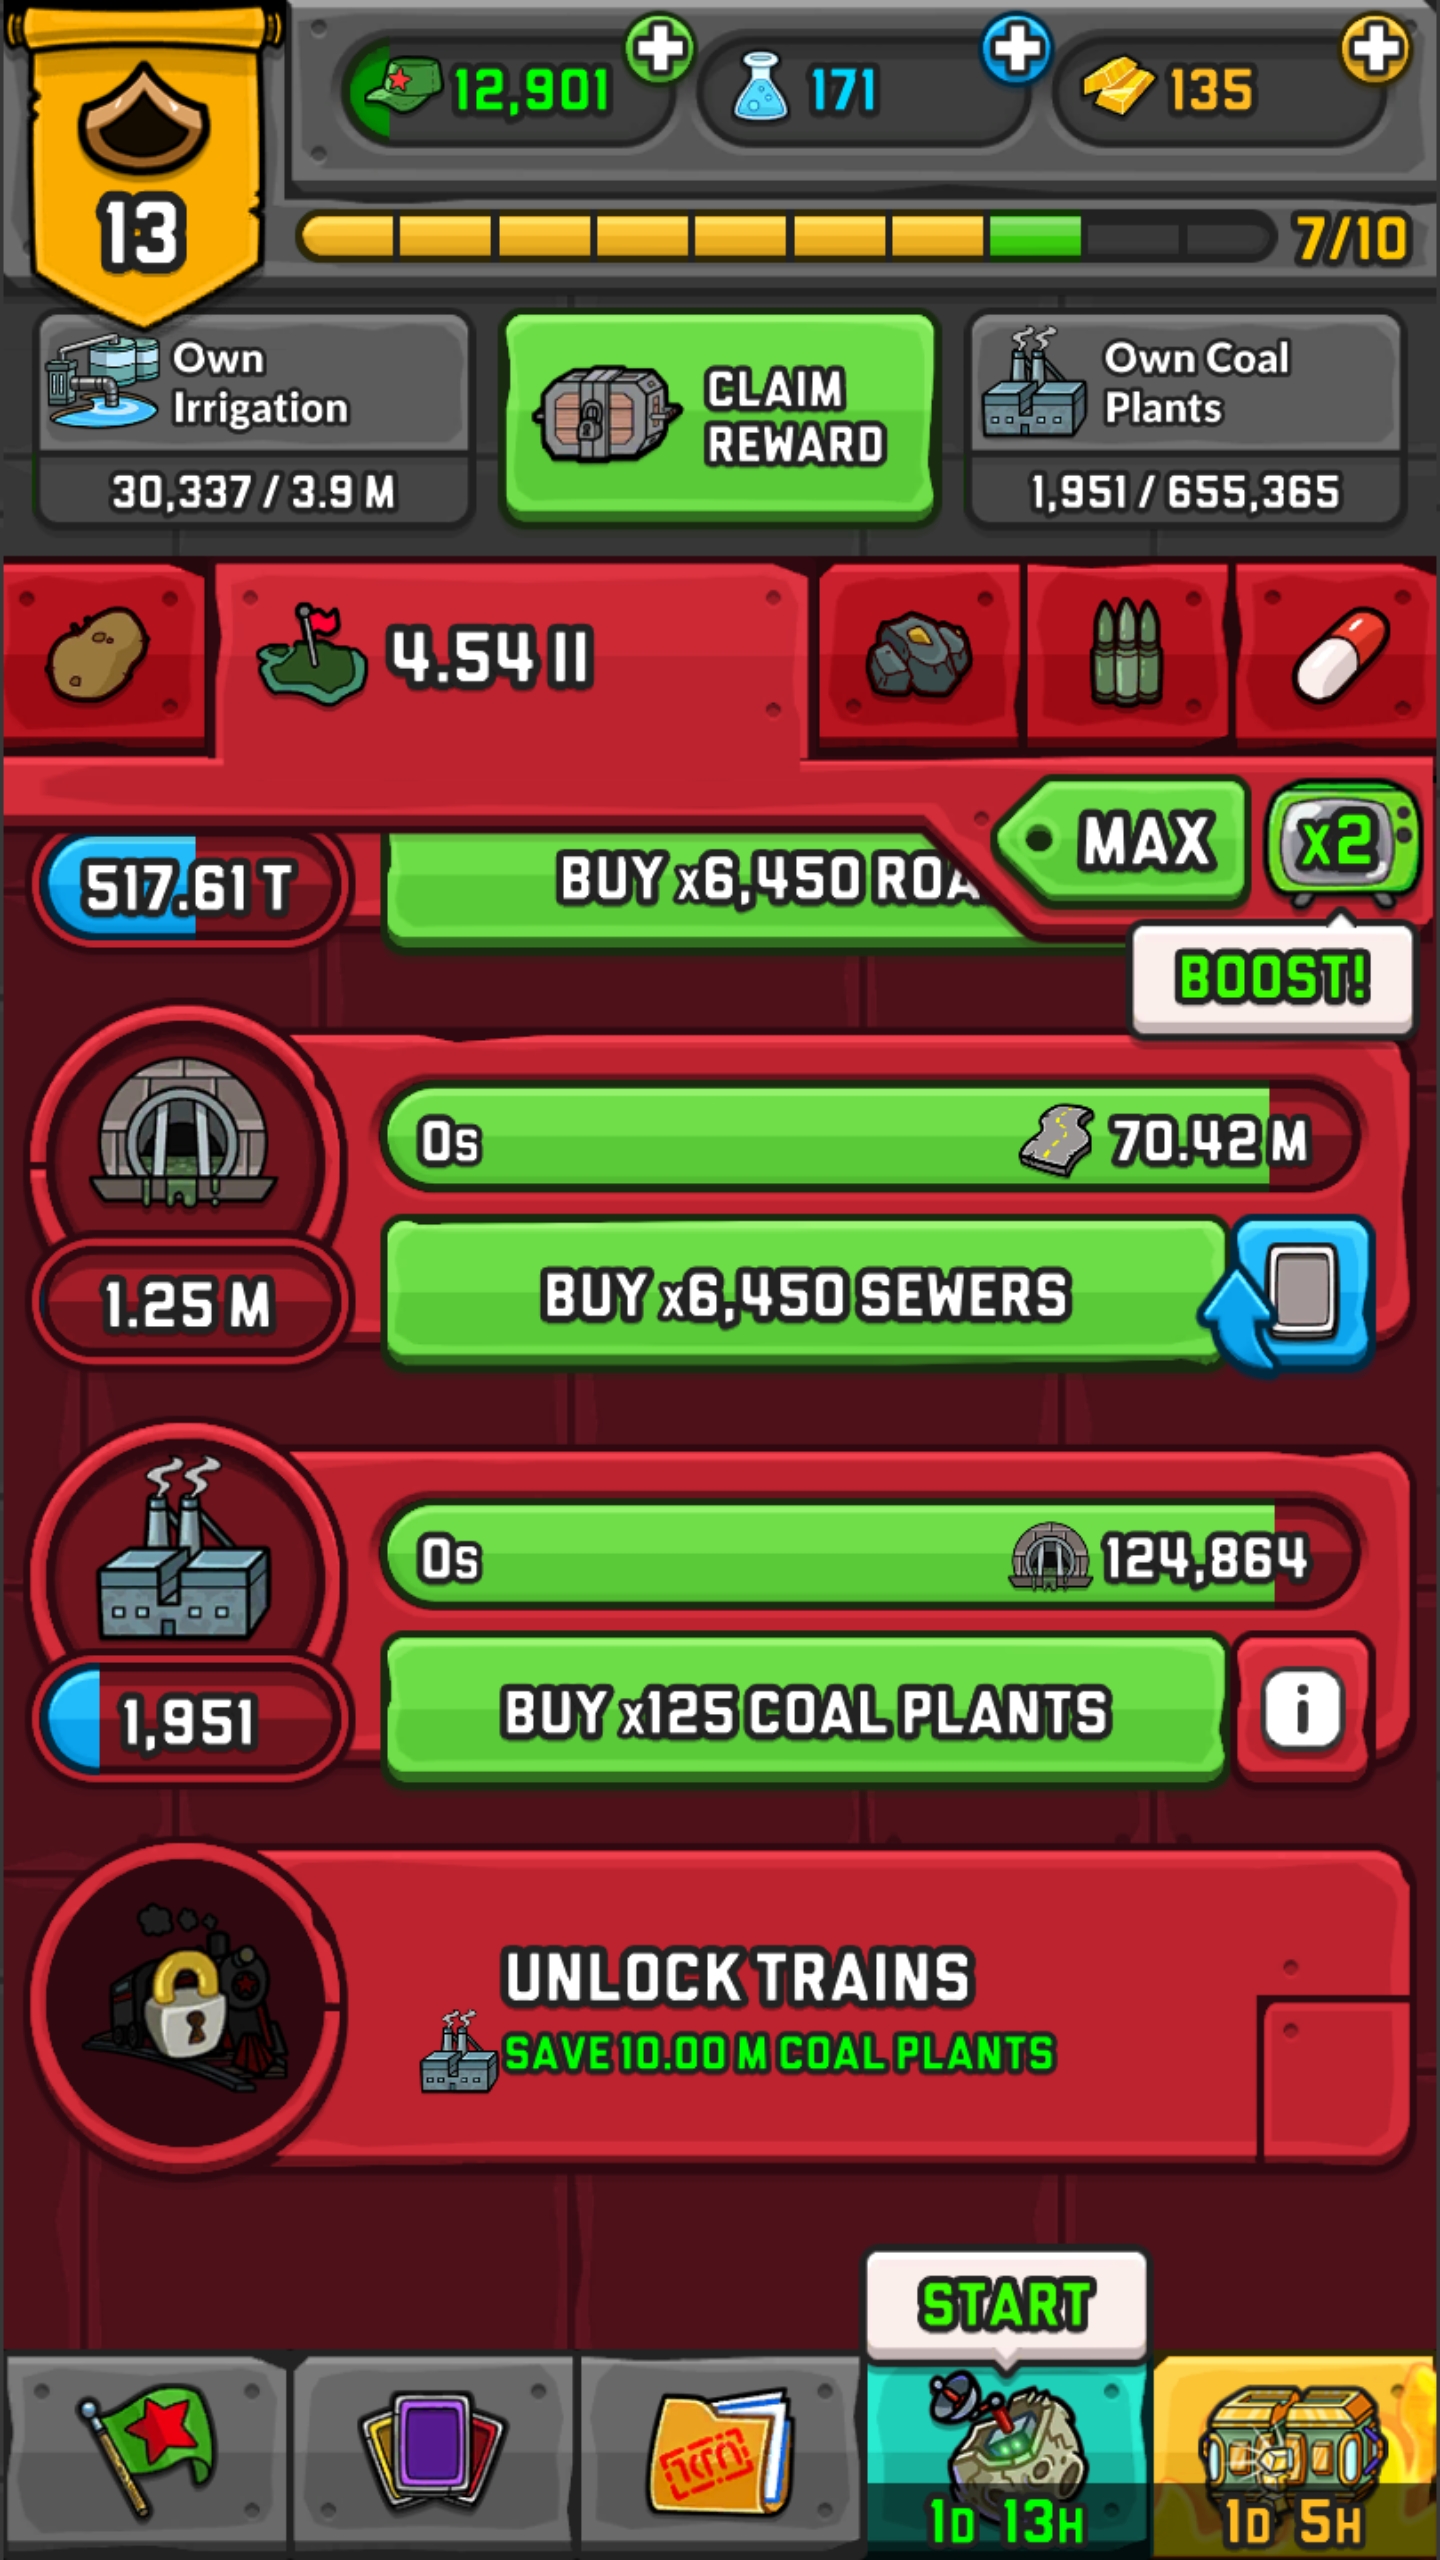 12,901
171
135
13
7/10
Own
Irrigation
30,337 / 3.9 M
CLAIM
REWARD
Own Coal
Plants
1,951 / 655,365
4.54 II
MAX
x2
517.61 T
BUY x6,450 ROA
BOOST!
0s
70.42 M
1.25 M
BUY x6,450 SEWERS
0s
124,864
1,951
BUY x125 COAL PLANTS
i
UNLOCK TRAINS
SAVE 10.00 M COAL PLANTS
START
1D 13H
1D 5H